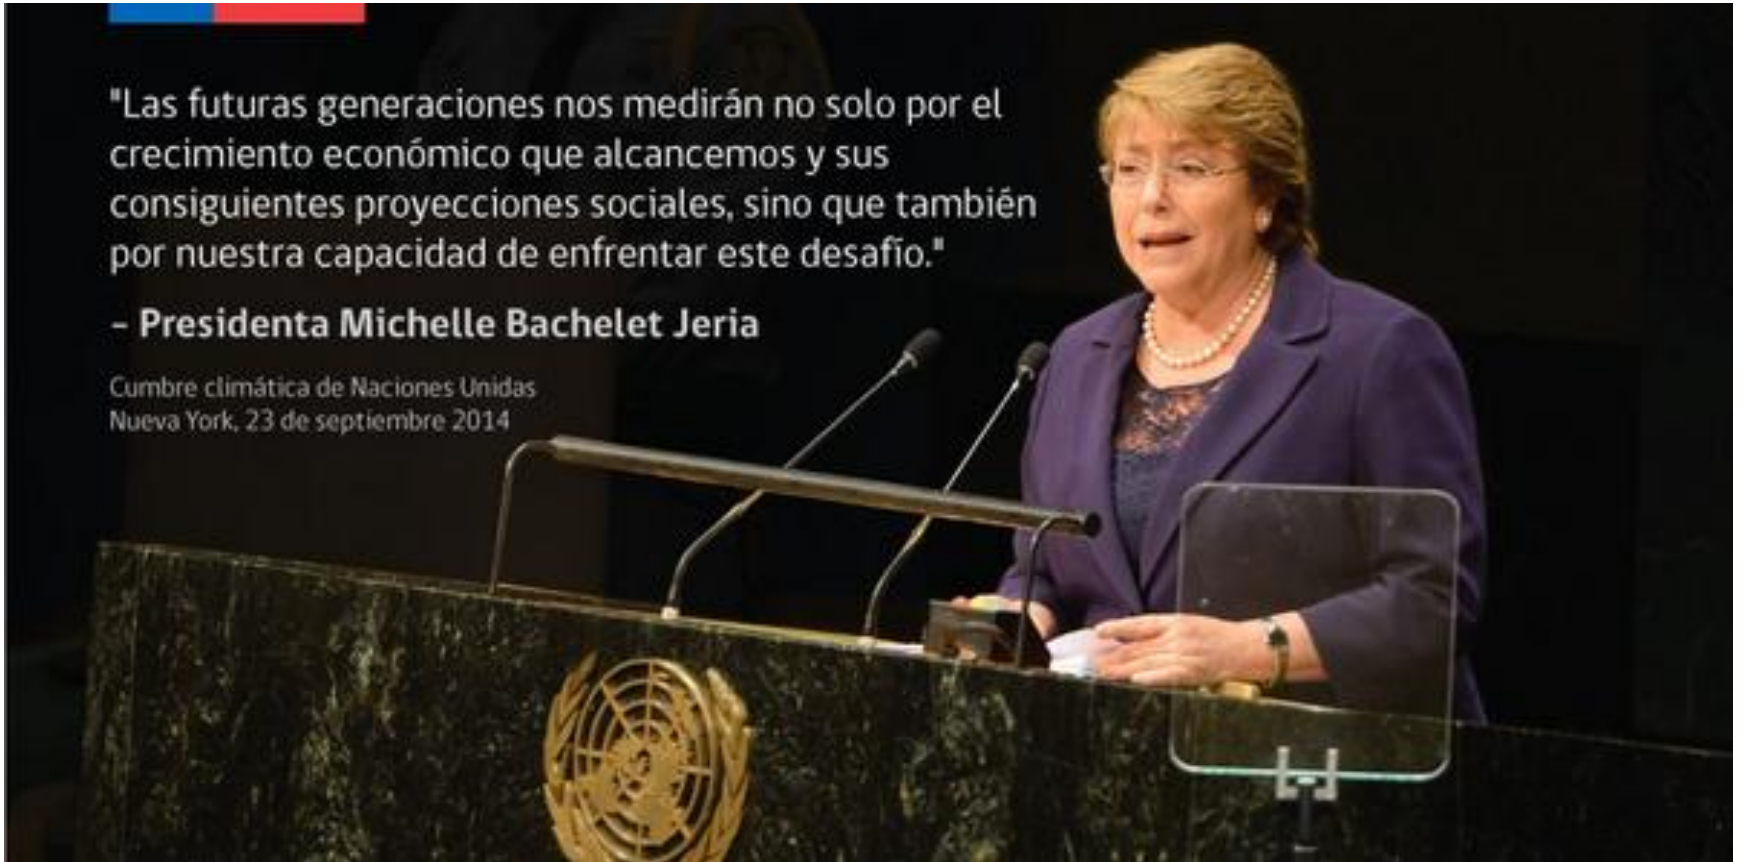 "Las futuras generaciones nos medirán no solo por el
crecimiento económico que alcancemos y sus
consiguientes proyecciones sociales, sino que también
por nuestra capacidad de enfrentar este desafío."
– Presidenta Michelle Bachelet Jeria
Cumbre climática de Naciones Unidas
Nueva York, 23 de septiembre 2014